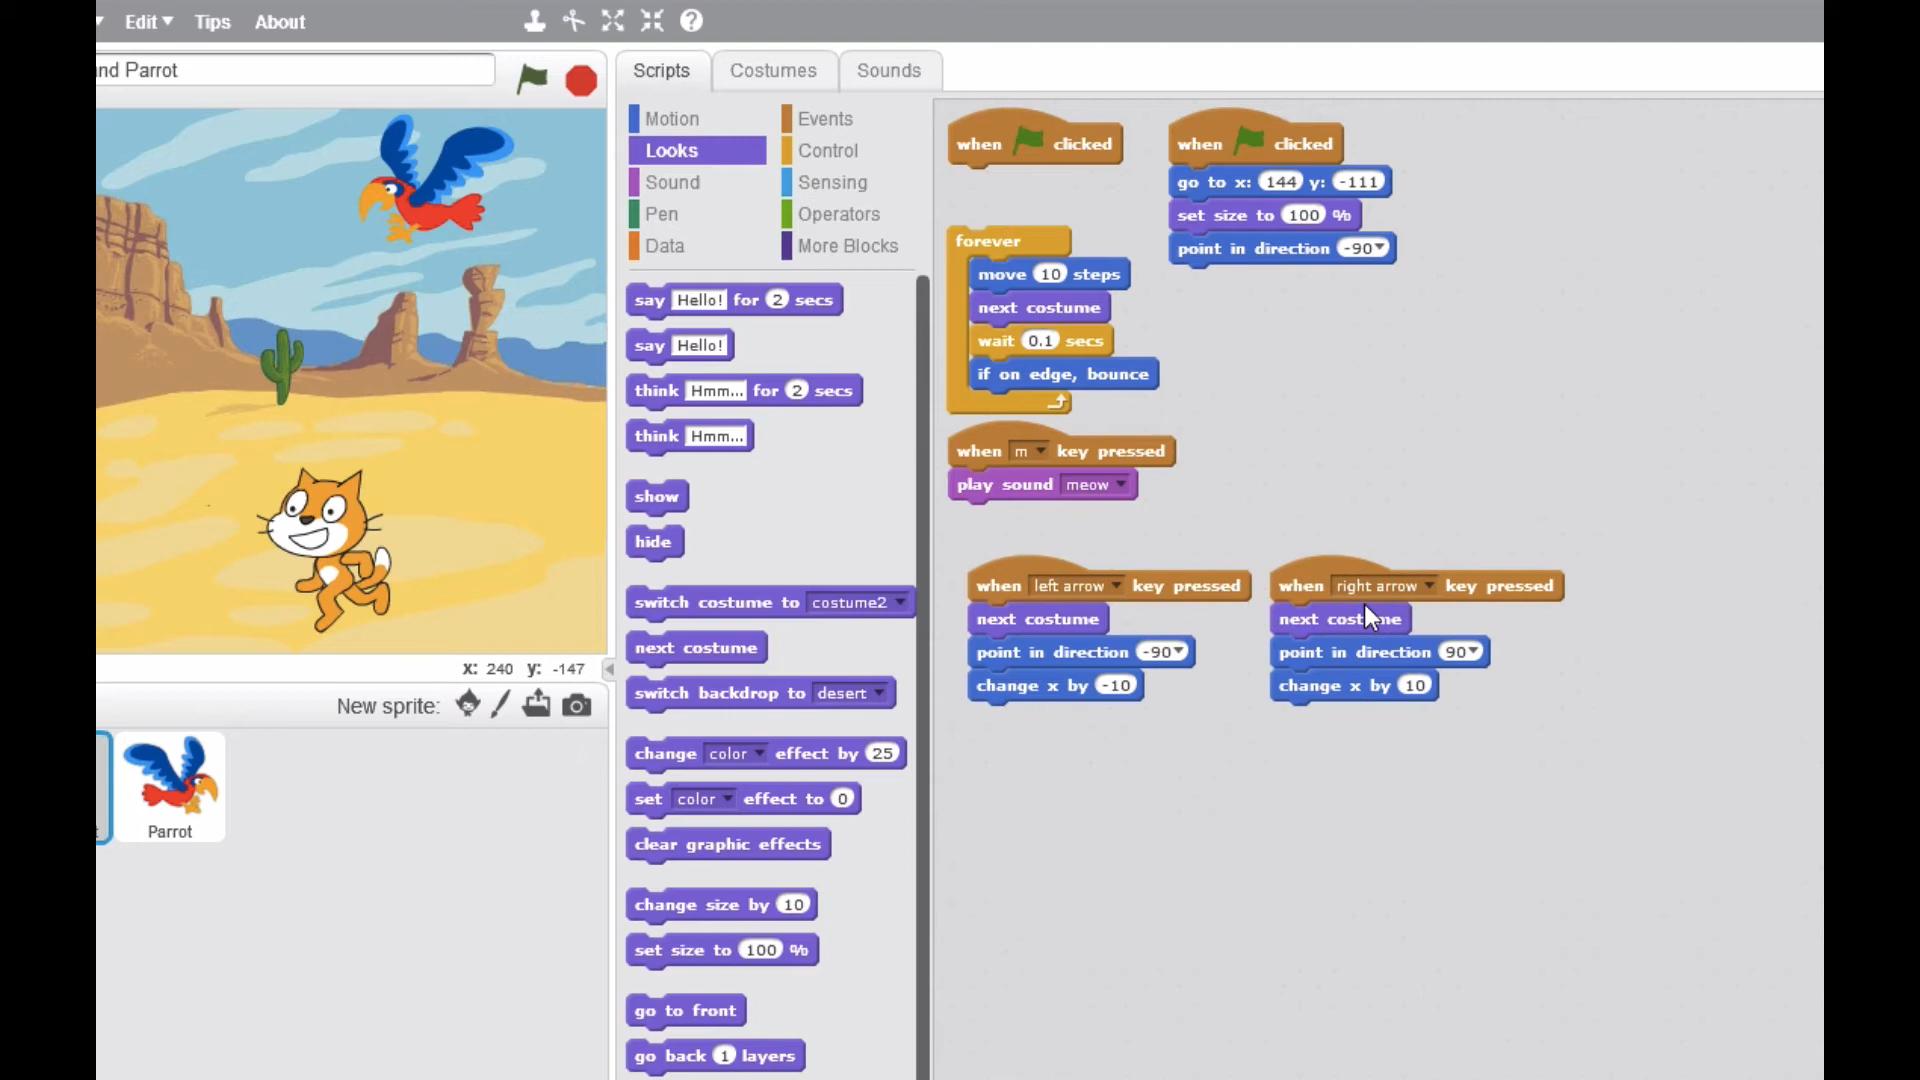 Edit Tips About
nd Parrot
Scripts Costumes Sounds
Motion Events
Looks Control
Sound Sensing
Pen Operators
Data More Blocks
say Hello! for 2 secs
say Hello!
think Hmm... for 2 secs
think Hmm...
show
hide
switch costume to costume2
next costume
switch backdrop to desert
change color effect by 25
set color effect to 0
clear graphic effects
change size by 10
set size to 100 %
go to front
go back 1 layers
when clicked
forever
move 10 steps
next costume
wait 0.1 secs
if on edge, bounce
when m key pressed
play sound meow
when clicked
go to x: 144 y: -111
set size to 100 %
point in direction -90
when left arrow key pressed
next costume
point in direction -90
change x by -10
when right arrow key pressed
next costume
point in direction 90
change x by 10
x: 240 y: -147
New sprite:
Parrot